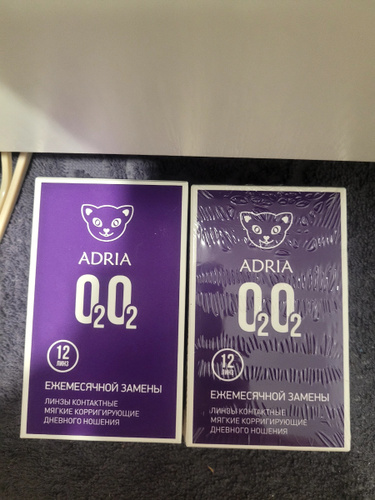 ADRIA
O2O2
12
ЛИНЗ
ЕЖЕМЕСЯЧНОЙ ЗАМЕНЫ
ЛИНЗЫ КОНТАКТНЫЕ
МЯГКИЕ КОРРИГИРУЮЩИЕ
ДНЕВНОГО НОШЕНИЯ
ADRIA
O2O2
12
ЛИНЗ
ЕЖЕМЕСЯЧНОЙ ЗАМЕНЫ
ЛИНЗЫ КОНТАКТНЫЕ
МЯГКИЕ КОРРИГИРУЮЩИЕ
ДНЕВНОГО НОШЕНИЯ